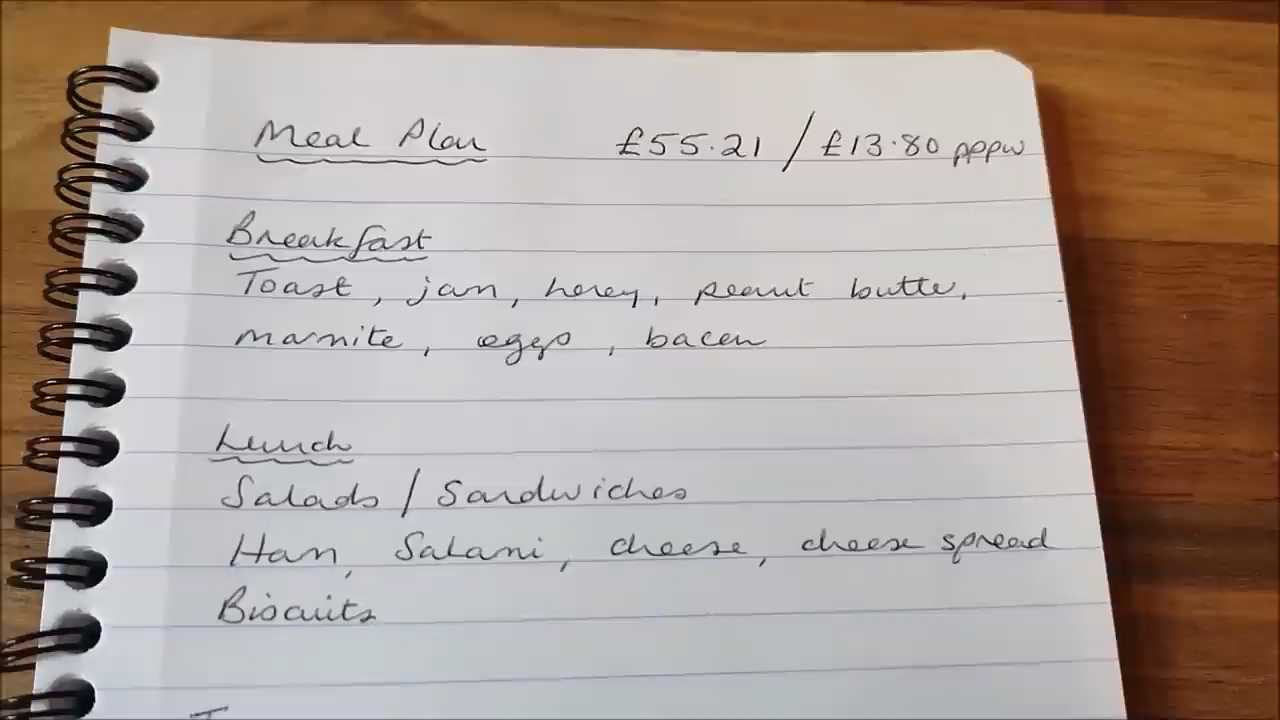 Meal Plan £55.21 / £13.80 pppw
Breakfast
Toast, jam, honey, peanut butter,
marmite, eggs, bacon
Lunch
Salads / Sandwiches
Ham, Salami, cheese, cheese spread
Biscuits